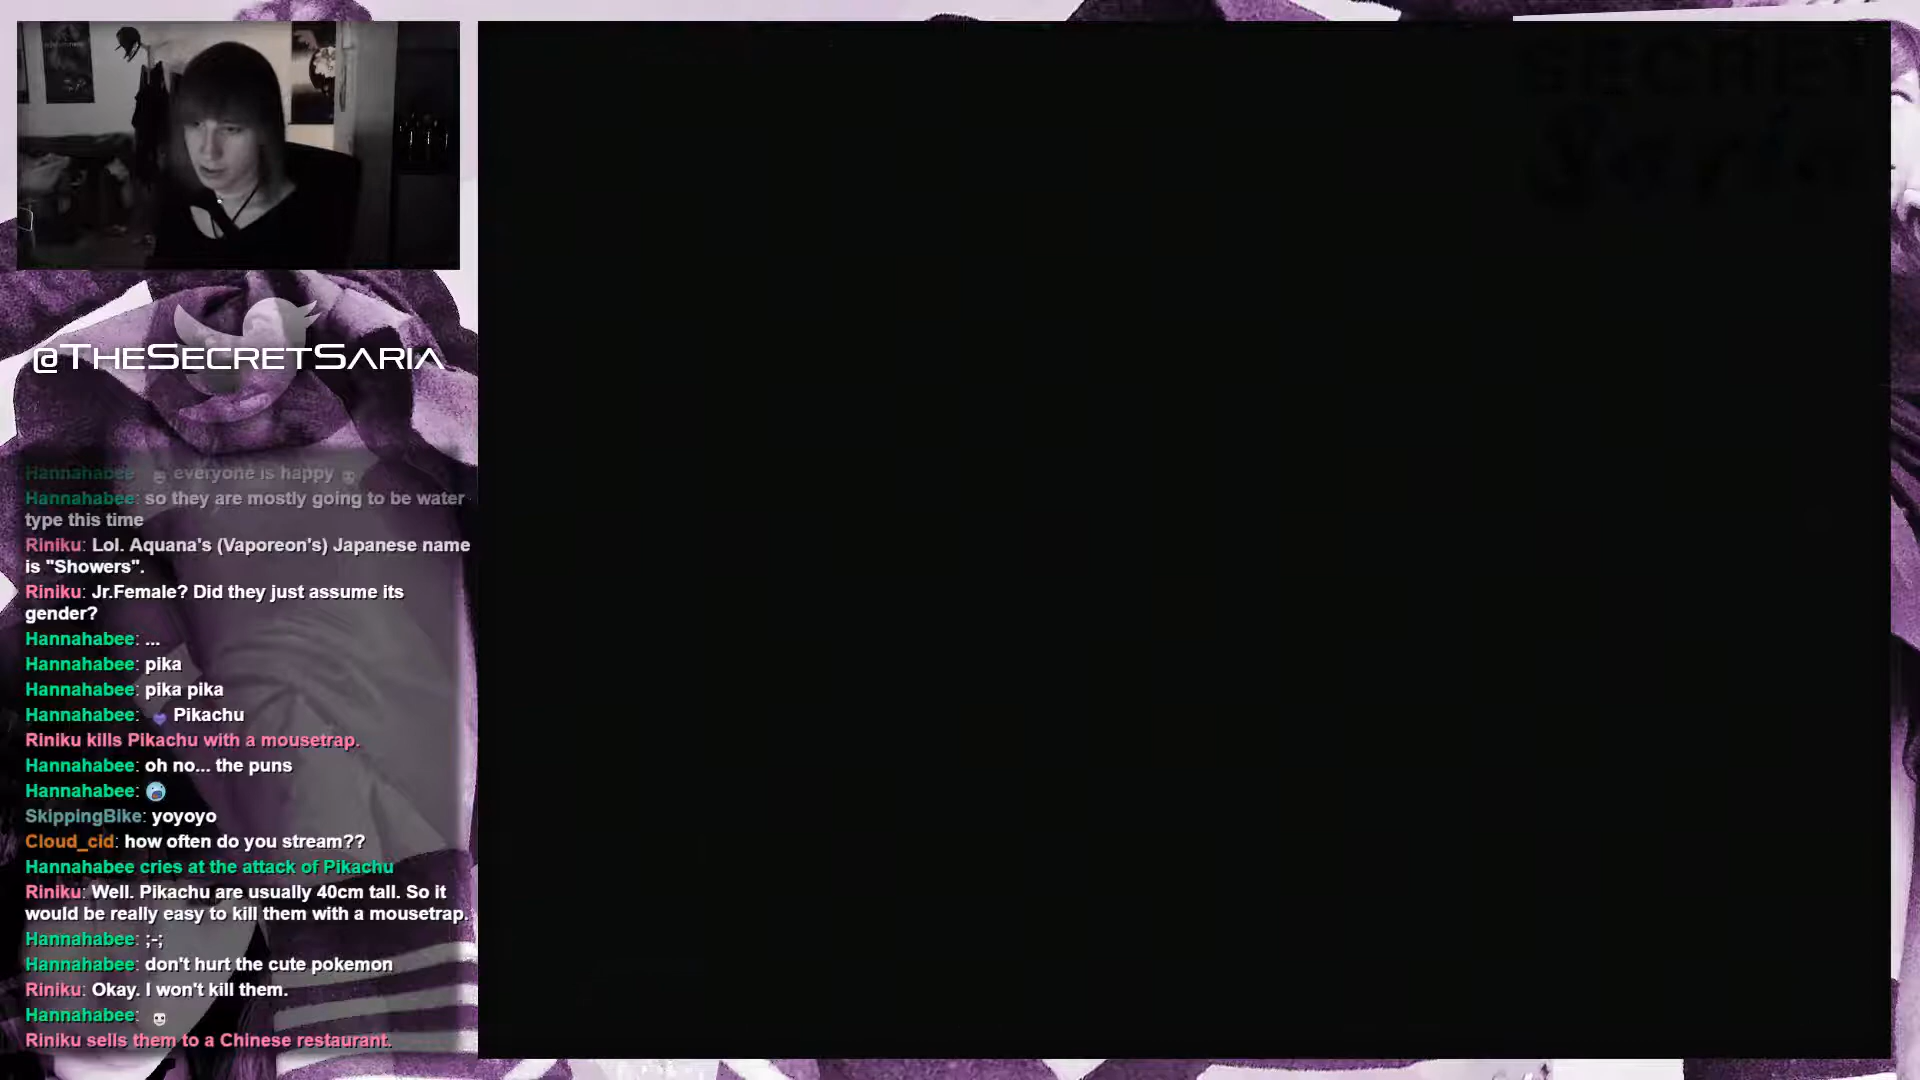 SECRET
Saria
@THESECRETSARIA
Hannahabee: everyone is happy
Hannahabee: so they are mostly going to be water
type this time
Riniku: Lol. Aquana's (Vaporeon's) Japanese name
is "Showers".
Riniku: Jr.Female? Did they just assume its
gender?
Hannahabee: ...
Hannahabee: pika
Hannahabee: pika pika
Hannahabee: Pikachu
Riniku kills Pikachu with a mousetrap.
Hannahabee: oh no... the puns
Hannahabee:
SkippingBike: yoyoyo
Cloud_cid: how often do you stream??
Hannahabee cries at the attack of Pikachu
Riniku: Well. Pikachu are usually 40cm tall. So it
would be really easy to kill them with a mousetrap.
Hannahabee: ;-;
Hannahabee: don't hurt the cute pokemon
Riniku: Okay. I won't kill them.
Hannahabee:
Riniku sells them to a Chinese restaurant.